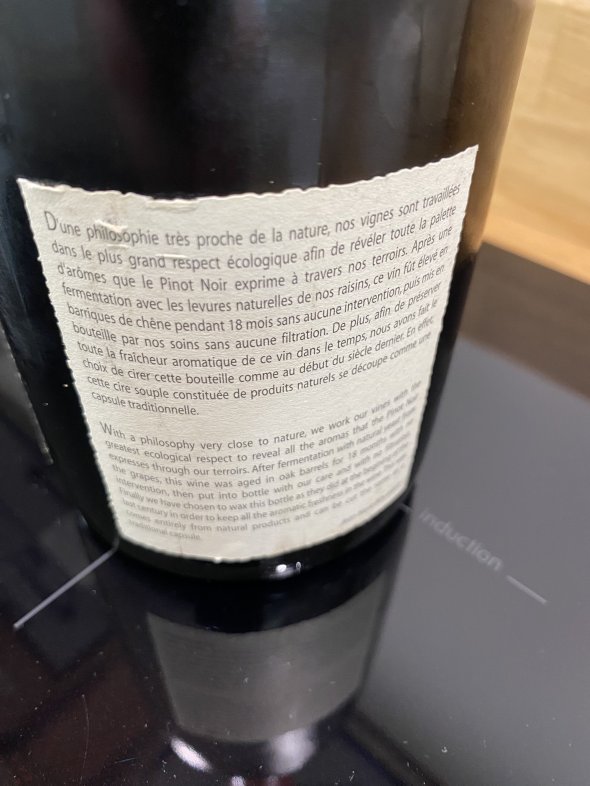 D'une philosophie très proche de la nature, nos vignes sont travaillées
dans le plus grand respect écologique afin de révéler toute la palette
d'arômes que le Pinot Noir exprime à travers nos terroirs. Après une
fermentation avec les levures naturelles de nos raisins, ce vin fût élevé en
barriques de chêne pendant 18 mois sans aucune intervention, puis mis en
bouteille par nos soins sans aucune filtration. De plus, afin de préserver
toute la fraîcheur aromatique de ce vin dans le temps, nous avons fait le
choix de cirer cette bouteille comme au début du siècle dernier. En effet,
cette cire souple constituée de produits naturels se découpe comme une
capsule traditionnelle.
With a philosophy very close to nature, we work our vines with the
greatest ecological respect to reveal all the aromas that the Pinot Noir
expresses through our terroirs. After fermentation with natural yeast from
the grapes, this wine was aged in oak barrels for 18 months
intervention, then put into bottle with our care and with no
Finally we have chosen to wax this bottle as they did at the
last century in order to keep all the aromatic freshness in the wine
comes entirely from natural products and can be cut
traditional capsule.
induction